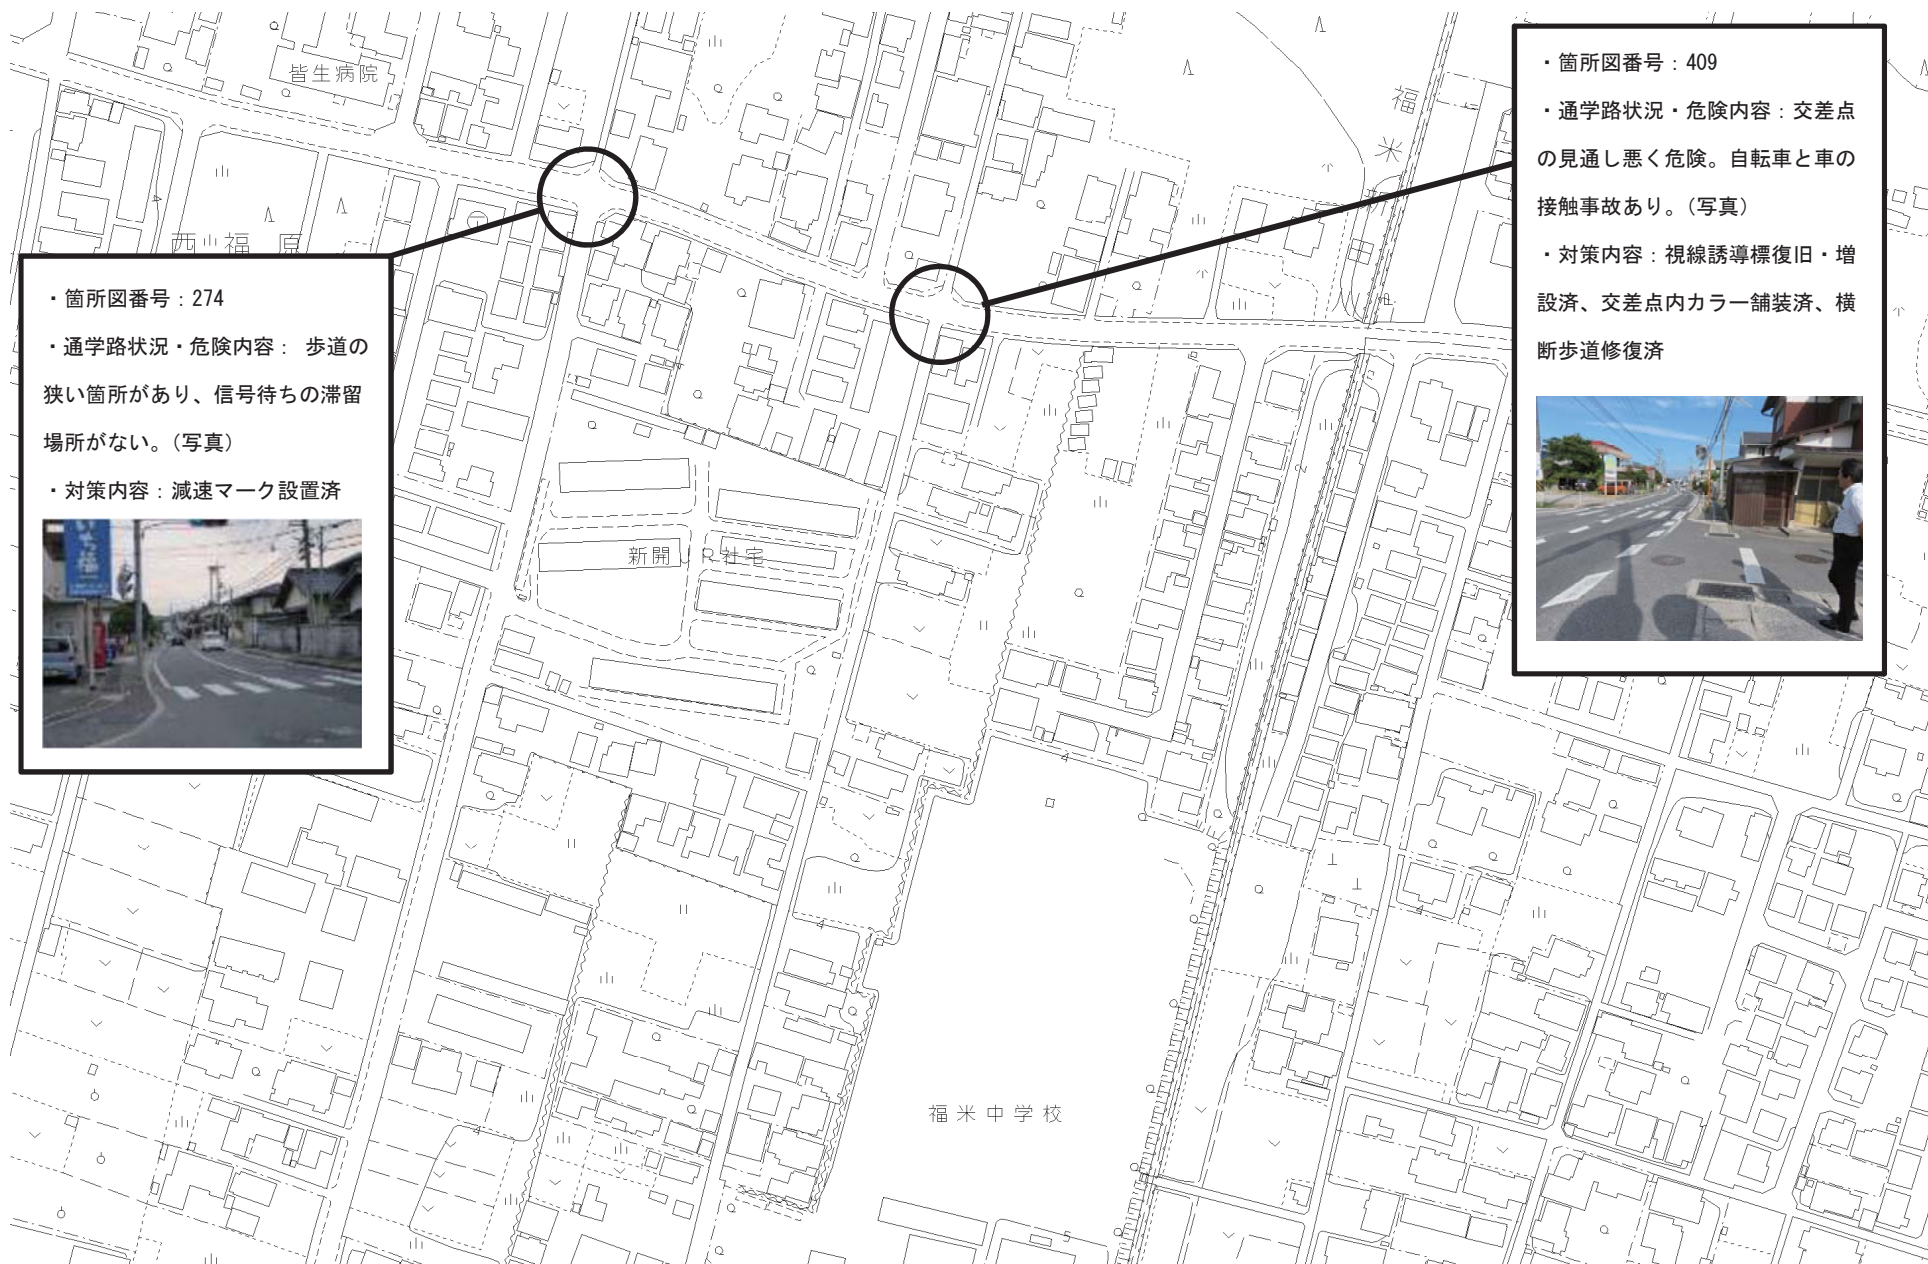 皆生病院
西福原
福
米
・箇所図番号：409
・通学路状況・危険内容：交差点
の見通し悪く危険。自転車と車の
接触事故あり。（写真）
・対策内容：視線誘導標復旧・増
設済、交差点内カラー舗装済、横
断歩道修復済
・箇所図番号：274
・通学路状況・危険内容： 歩道の
狭い箇所があり、信号待ちの滞留
場所がない。（写真）
・対策内容：減速マーク設置済
新開JR社宅
4
4
4
4
4
福米中学校
5